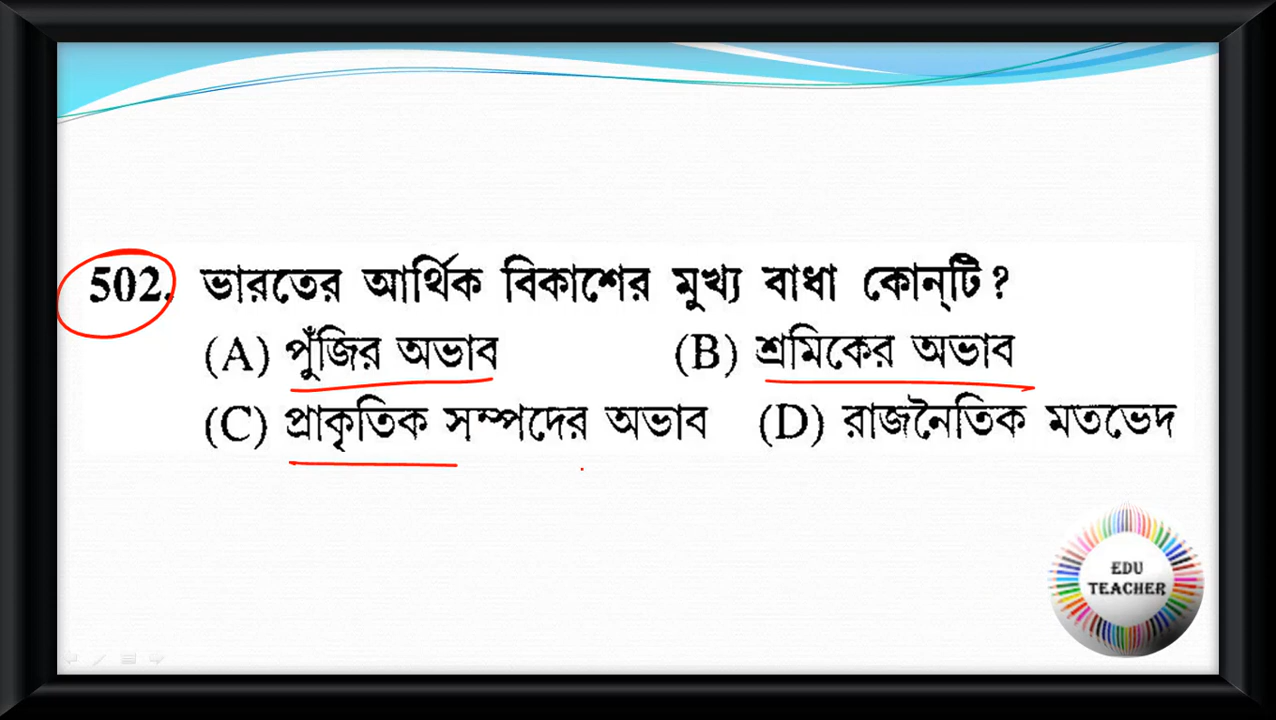 502. ভারতের আর্থিক বিকাশের মুখ্য বাধা কোন্‌টি ?
(A) পুঁজির অভাব (B) শ্রমিকের অভাব
(C) প্রাকৃতিক সম্পদের অভাব (D) রাজনৈতিক মতভেদ
EDU
TEACHER